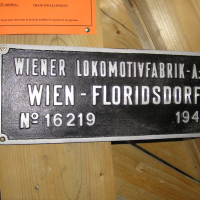 WIENER LOKOMOTIVFABRIK-A.
WIEN-FLORIDSDORF
Nº 16219 194